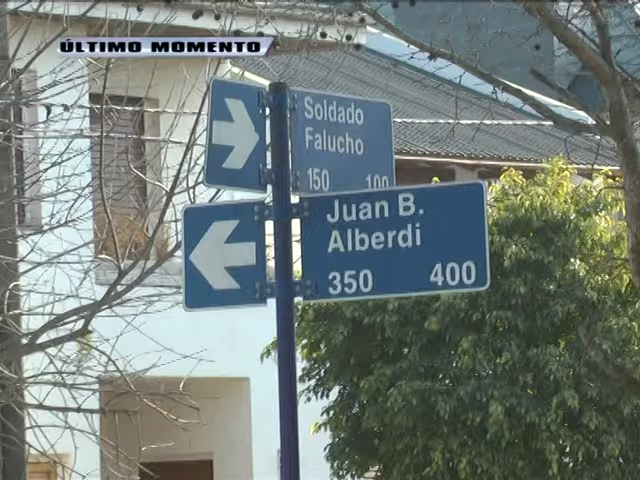 ÚLTIMO MOMENTO
Soldado
Falucho
150 100
Juan B.
Alberdi
350 400